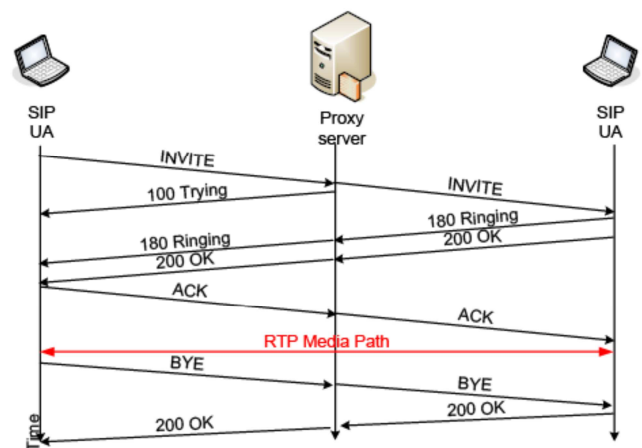 SIP
UA
Proxy
server
SIP
UA
INVITE
INVITE
100 Trying
180 Ringing
180 Ringing
200 OK
200 OK
ACK
ACK
RTP Media Path
BYE
BYE
200 OK
200 OK
Time